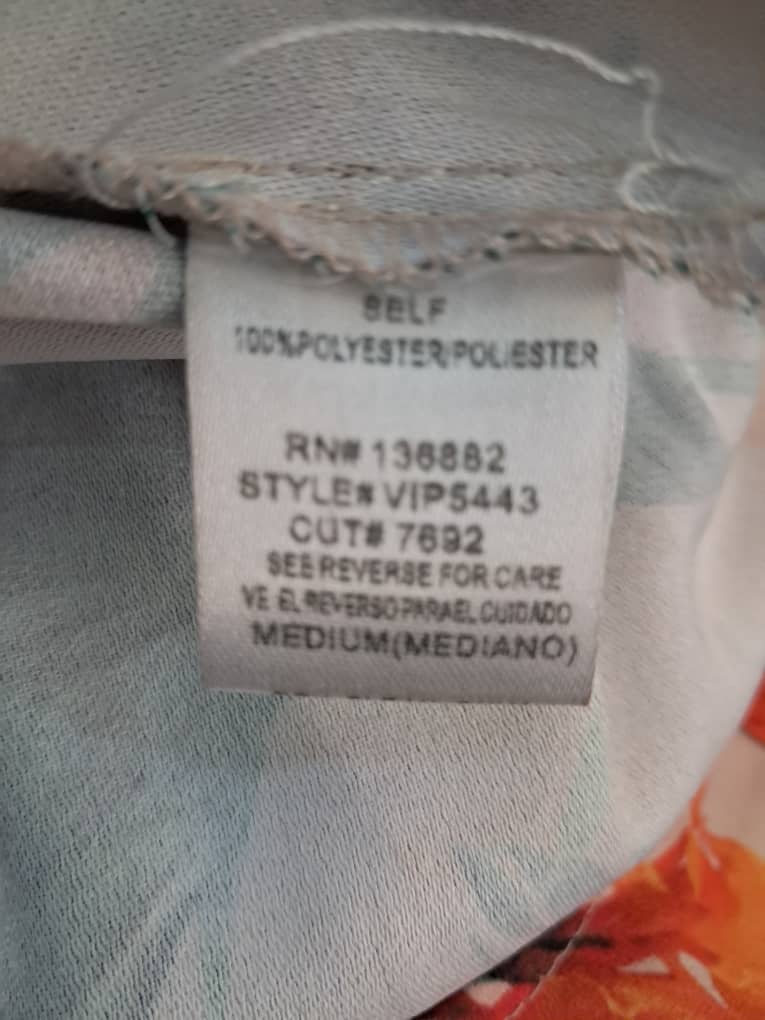 SELF
100%POLYESTER/POLIESTER
RN# 136882
STYLE# VIP5443
CUT# 7692
SEE REVERSE FOR CARE
VE EL REVERSO PARA EL CUIDADO
MEDIUM(MEDIANO)